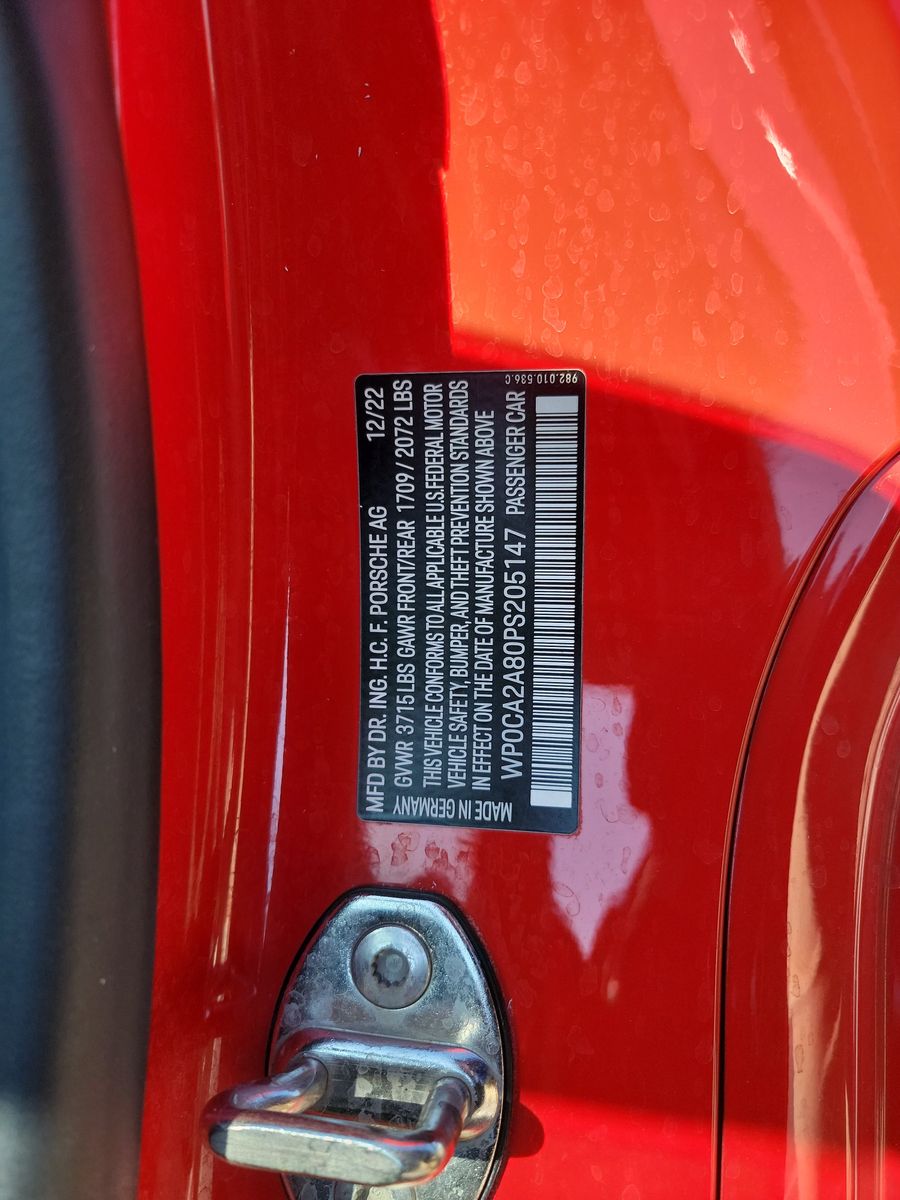 MFD BY DR. ING. H.C. F. PORSCHE AG 12/22
GVWR 3715 LBS GAWR FRONT/REAR 1709 / 2072 LBS
THIS VEHICLE CONFORMS TO ALL APPLICABLE U.S. FEDERAL MOTOR
VEHICLE SAFETY, BUMPER, AND THEFT PREVENTION STANDARDS
IN EFFECT ON THE DATE OF MANUFACTURE SHOWN ABOVE
WP0CA2A80PS205147 PASSENGER CAR
MADE IN GERMANY
982.010.536.C